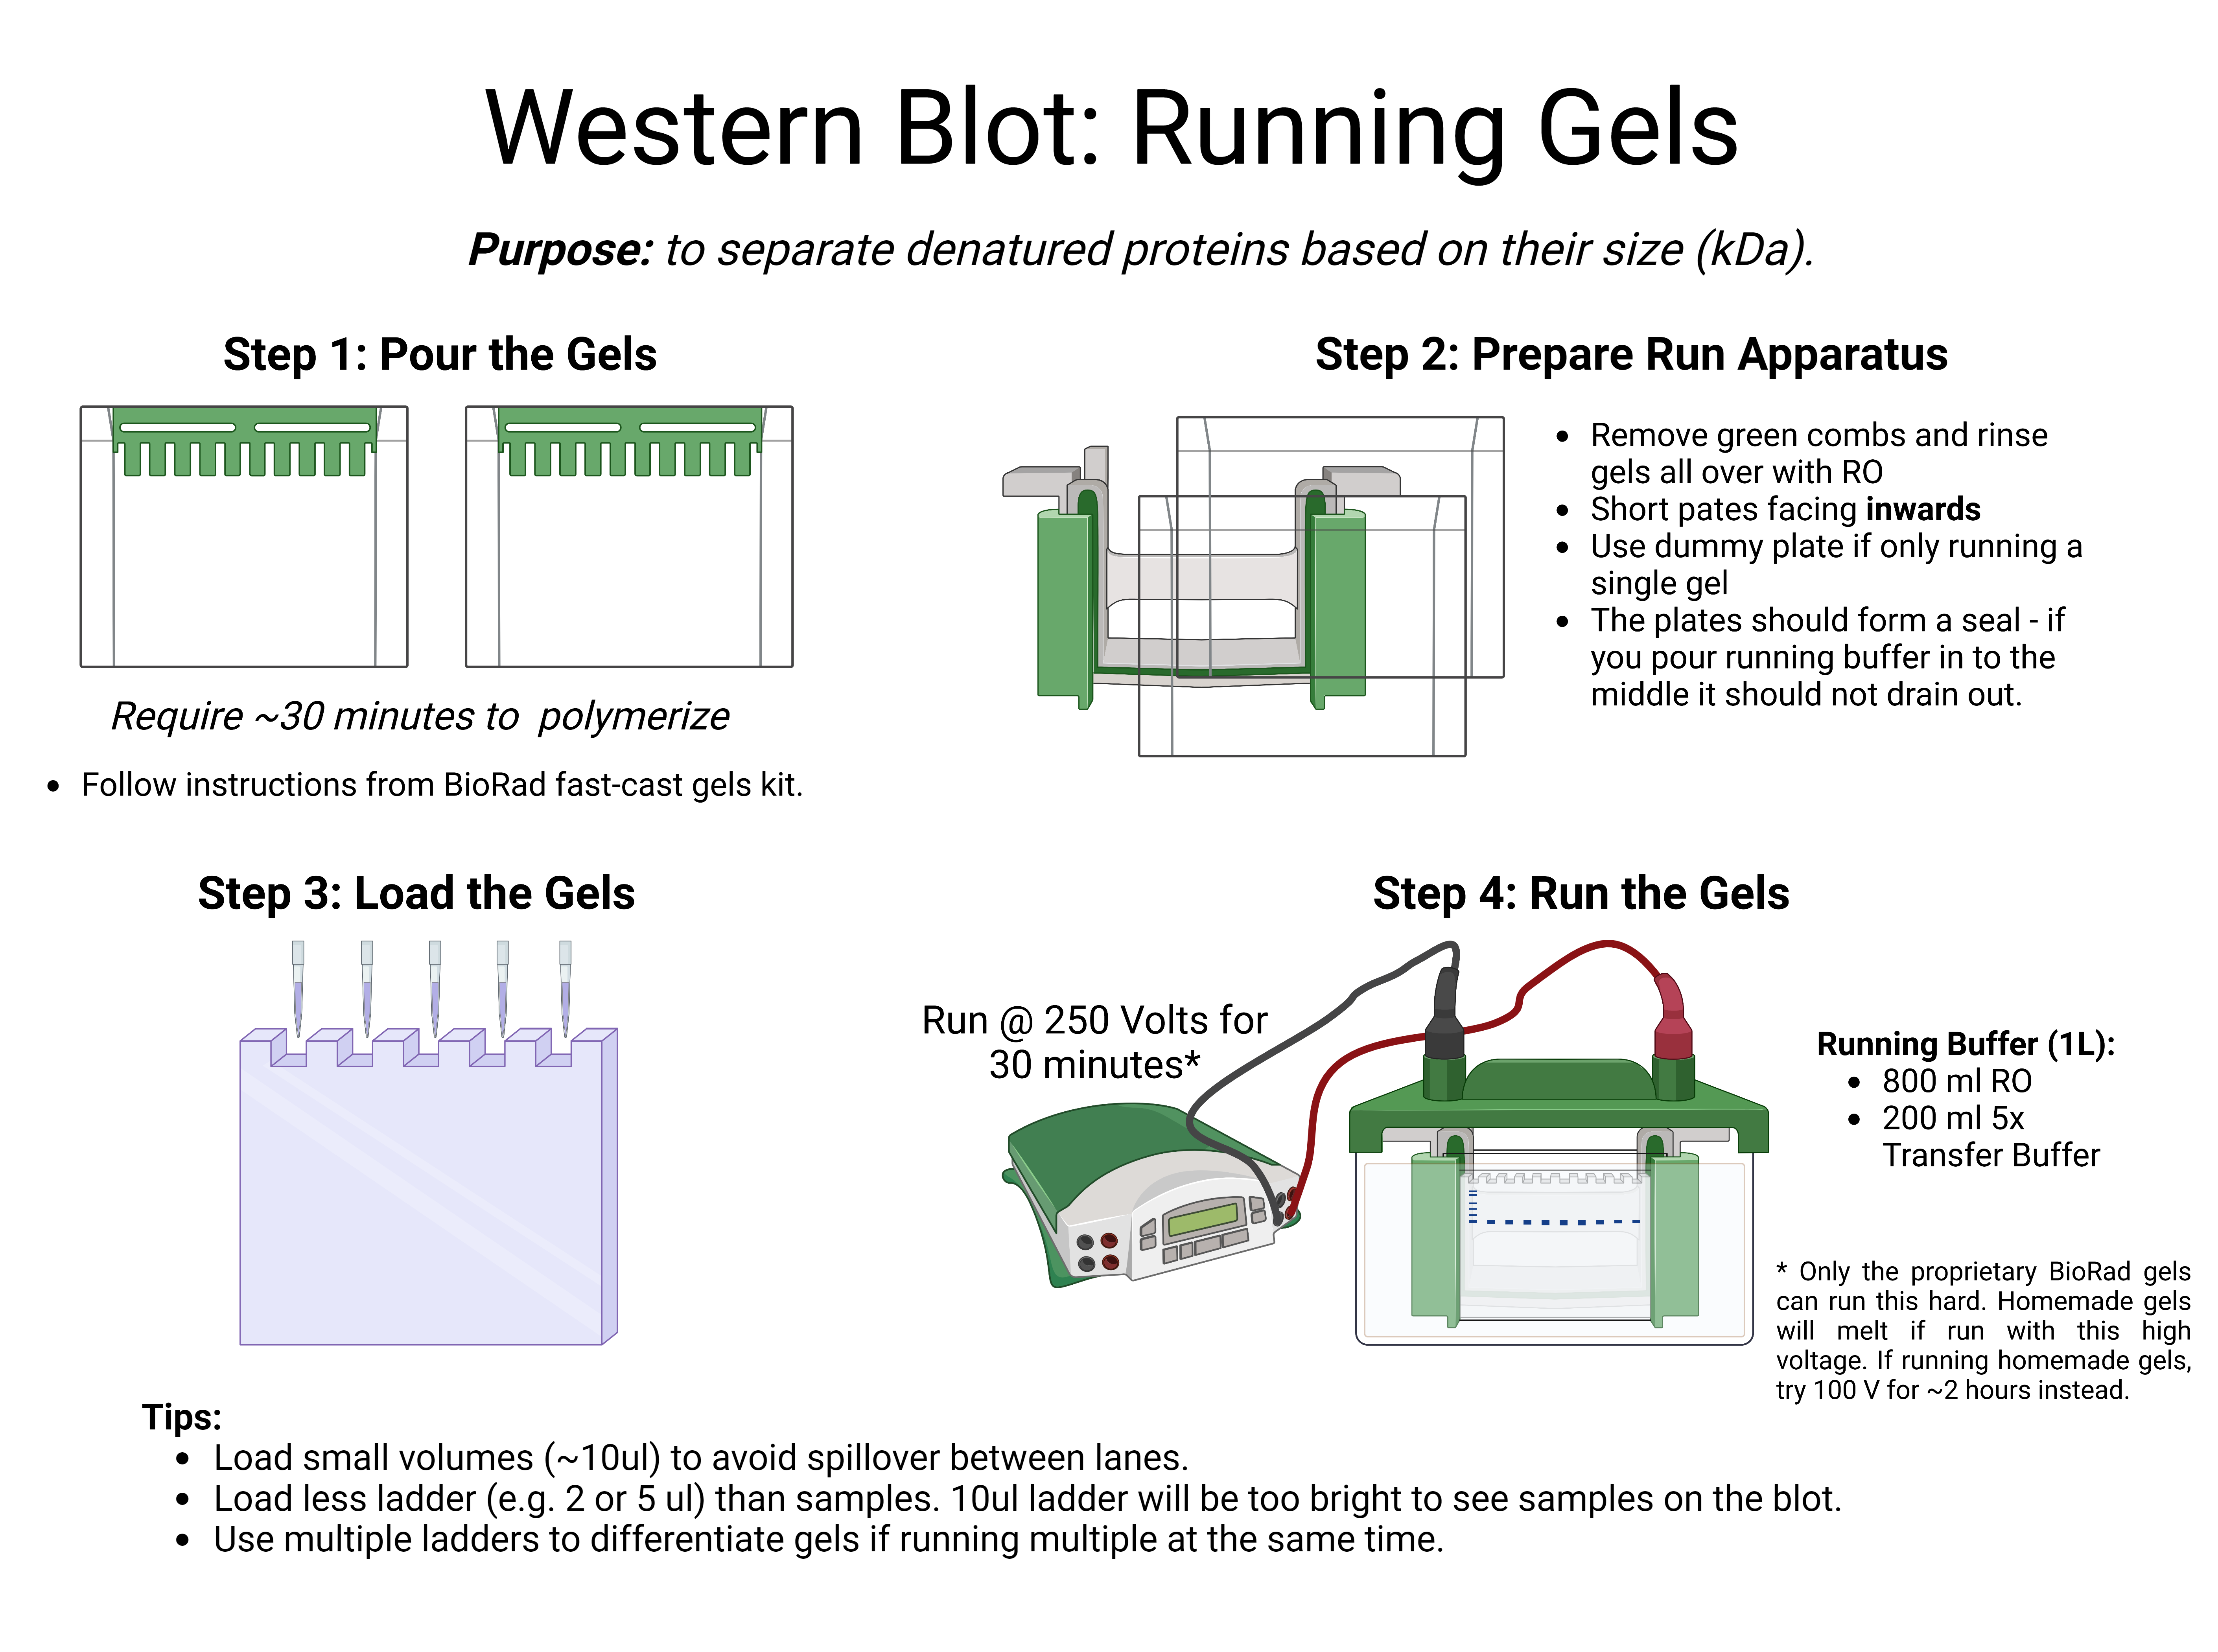 Western Blot: Running Gels
Purpose: to separate denatured proteins based on their size (kDa).
Step 1: Pour the Gels
Require ~30 minutes to polymerize
• Follow instructions from BioRad fast-cast gels kit.
Step 2: Prepare Run Apparatus
• Remove green combs and rinse
gels all over with RO
• Short pates facing inwards
• Use dummy plate if only running a
single gel
• The plates should form a seal - if
you pour running buffer in to the
middle it should not drain out.
Step 3: Load the Gels
Step 4: Run the Gels
Run @ 250 Volts for
30 minutes*
Running Buffer (1L):
• 800 ml RO
• 200 ml 5x
Transfer Buffer
* Only the proprietary BioRad gels
can run this hard. Homemade gels
will melt if run with this high
voltage. If running homemade gels,
try 100 V for ~2 hours instead.
Tips:
• Load small volumes (~10ul) to avoid spillover between lanes.
• Load less ladder (e.g. 2 or 5 ul) than samples. 10ul ladder will be too bright to see samples on the blot.
• Use multiple ladders to differentiate gels if running multiple at the same time.